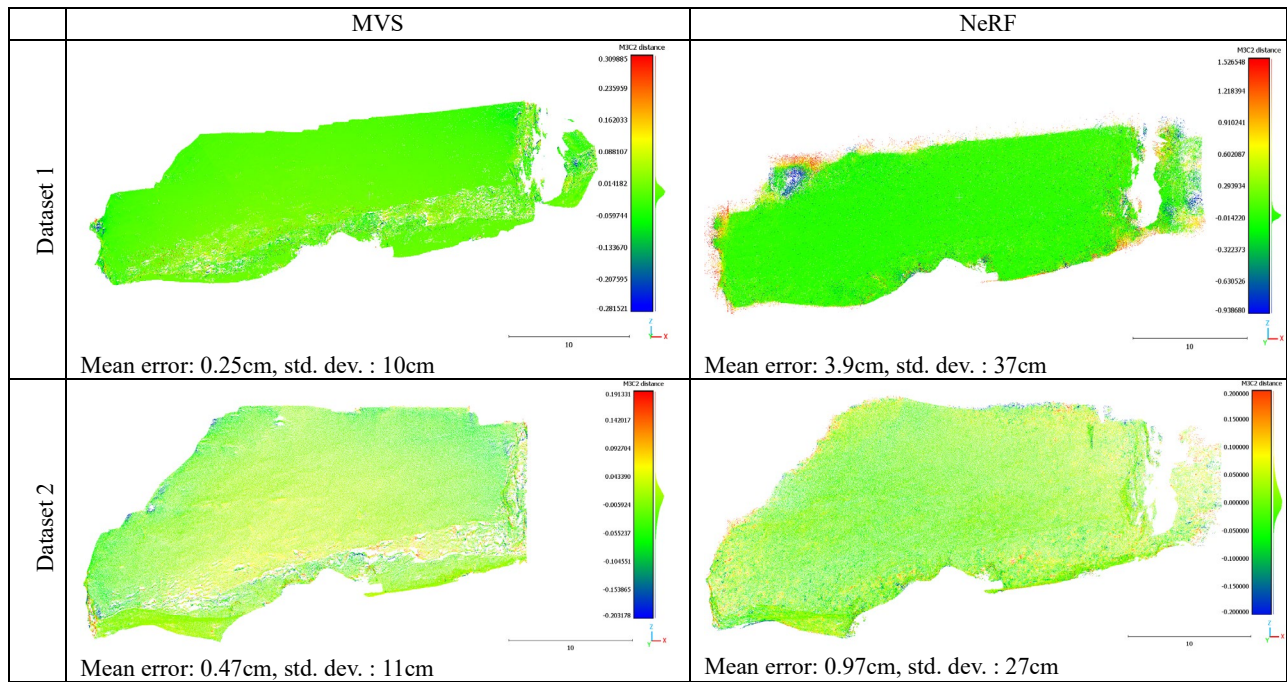 MVS
NeRF
Dataset 1
M3C2 distance
0.309885
0.235959
0.162033
0.088107
0.014182
-0.059744
-0.133670
-0.207595
-0.281521
Z
Y X
10
Mean error: 0.25cm, std. dev. : 10cm
M3C2 distance
1.526548
1.218394
0.910241
0.602087
0.293934
-0.014220
-0.322373
-0.630526
-0.938680
Z
Y X
10
Mean error: 3.9cm, std. dev. : 37cm
Dataset 2
M3C2 distance
0.191331
0.142017
0.092704
0.043390
-0.005924
-0.055237
-0.104551
-0.153865
-0.203178
Z
Y X
10
Mean error: 0.47cm, std. dev. : 11cm
M3C2 distance
0.200000
0.150000
0.100000
0.050000
0.000000
-0.050000
-0.100000
-0.150000
-0.200000
Z
Y X
10
Mean error: 0.97cm, std. dev. : 27cm